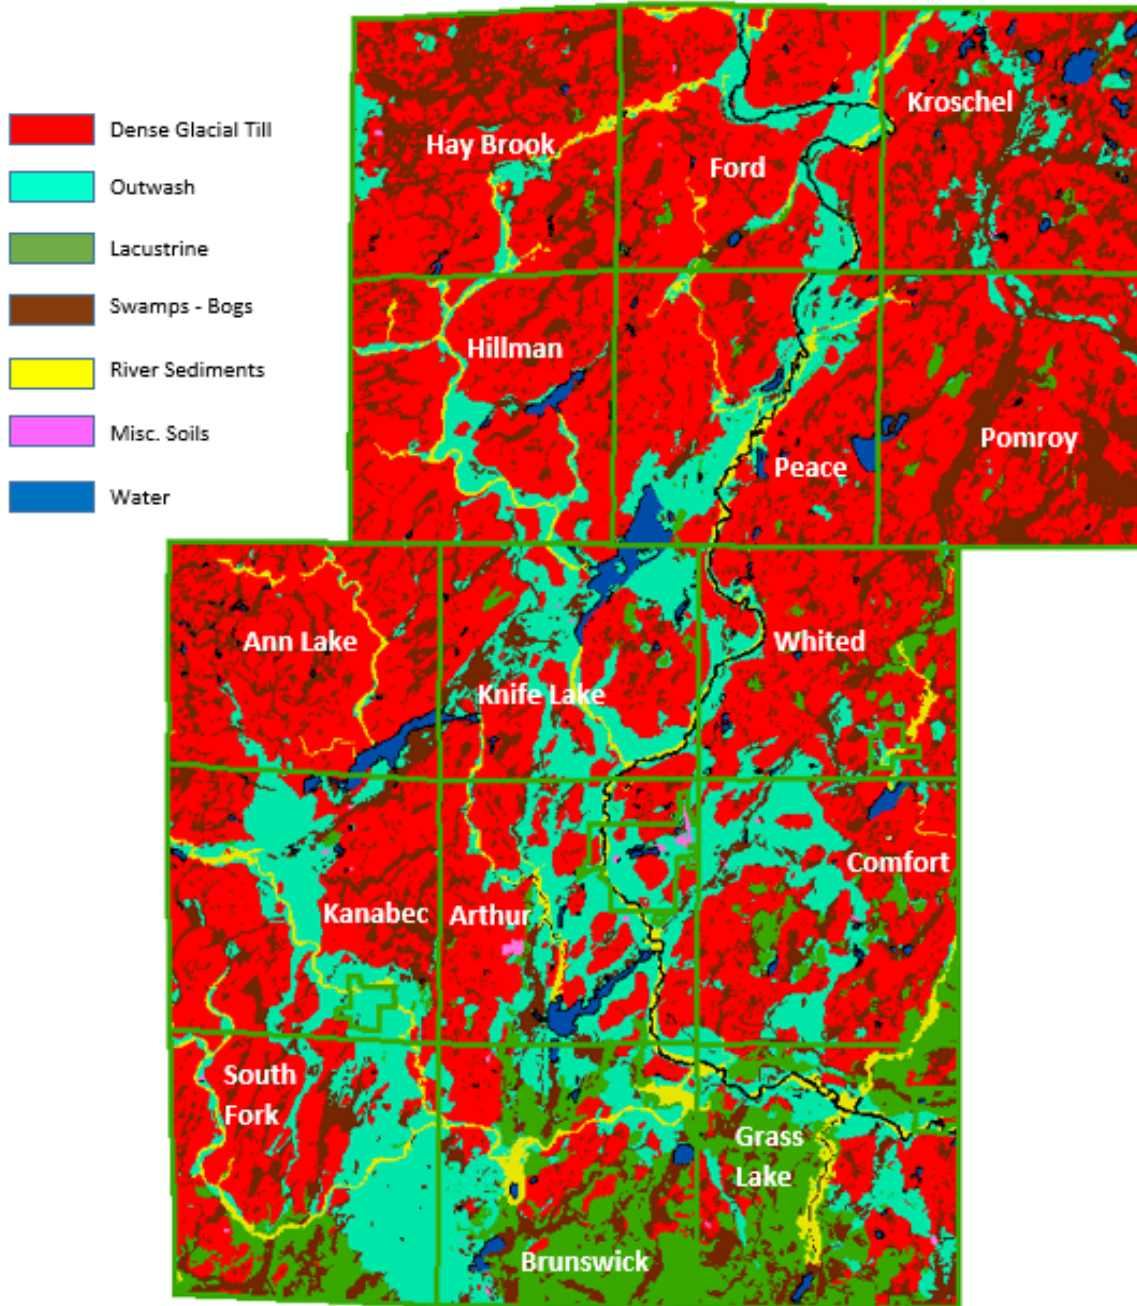 Dense Glacial Till
Outwash
Lacustrine
Swamps - Bogs
River Sediments
Misc. Soils
Water
Kroschel
Hay Brook
Ford
Hillman
Pomroy
Peace
Ann Lake
Whited
Knife Lake
Comfort
Kanabec
Arthur
South
Fork
Grass
Lake
Brunswick